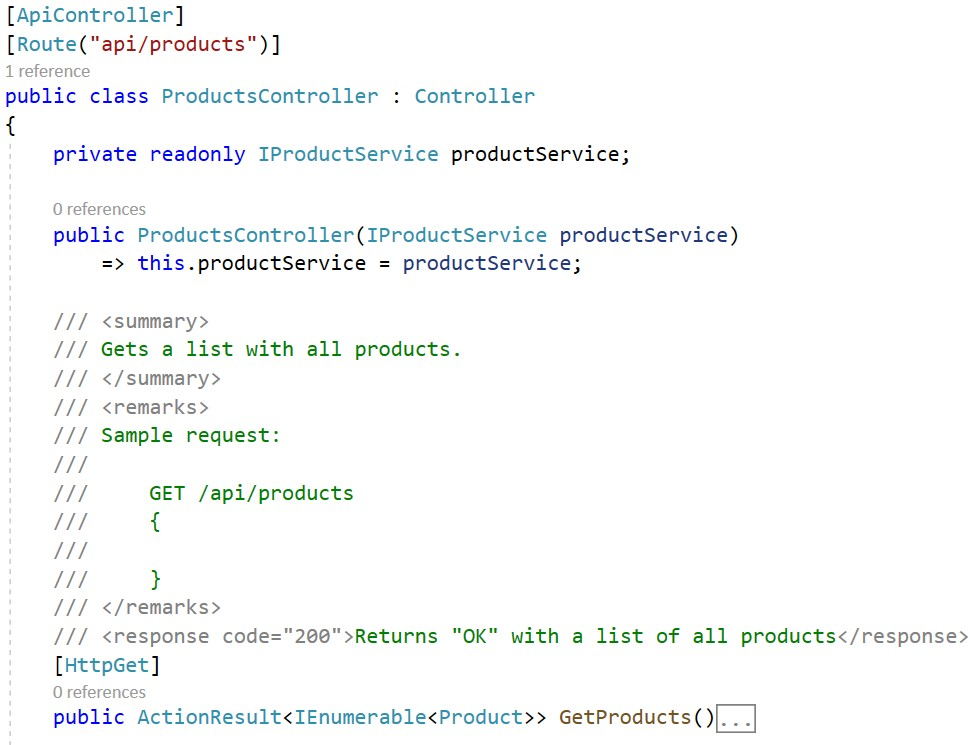 [ApiController]
[Route("api/products")]
1 reference
public class ProductsController : Controller
{
    private readonly IProductService productService;

    0 references
    public ProductsController(IProductService productService)
        => this.productService = productService;

    /// <summary>
    /// Gets a list with all products.
    /// </summary>
    /// <remarks>
    /// Sample request:
    ///
    ///     GET /api/products
    ///     {
    ///
    ///     }
    /// </remarks>
    /// <response code="200">Returns "OK" with a list of all products</response>
    [HttpGet]
    0 references
    public ActionResult<IEnumerable<Product>> GetProducts()...